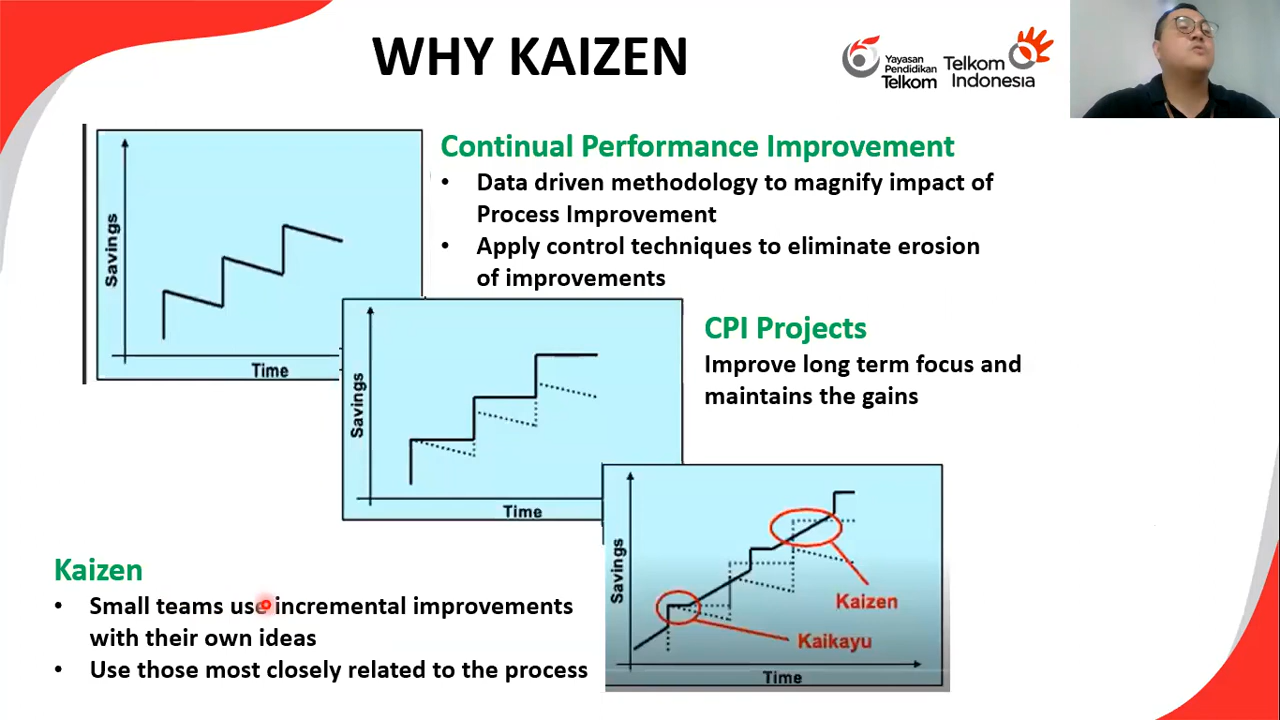 WHY KAIZEN
Yayasan
Pendidikan
Telkom
Telkom
Indonesia
Continual Performance Improvement
• Data driven methodology to magnify impact of
Process Improvement
• Apply control techniques to eliminate erosion
of improvements
Savings
Time
CPI Projects
Improve long term focus and
maintains the gains
Savings
Time
Kaizen
• Small teams use incremental improvements
with their own ideas
• Use those most closely related to the process
Savings
Kaizen
Kaikayu
Time